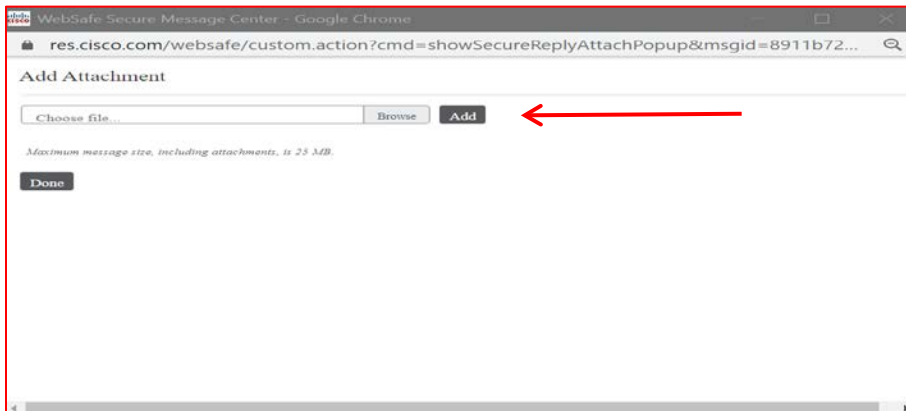 WebSafe Secure Message Center - Google Chrome
res.cisco.com/websafe/custom.action?cmd=showSecureReplyAttachPopup&msgid=8911b72...
Add Attachment
Choose file... Browse Add
Maximum message size, including attachments, is 25 MB.
Done